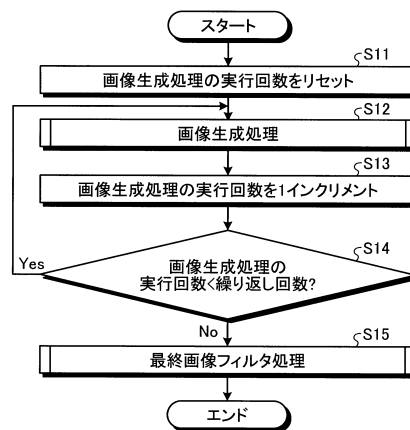 スタート
S11
画像生成処理の実行回数をリセット
S12
画像生成処理
S13
画像生成処理の実行回数を1インクリメント
S14
Yes
画像生成処理の
実行回数<繰り返し回数?
No
S15
最終画像フィルタ処理
エンド